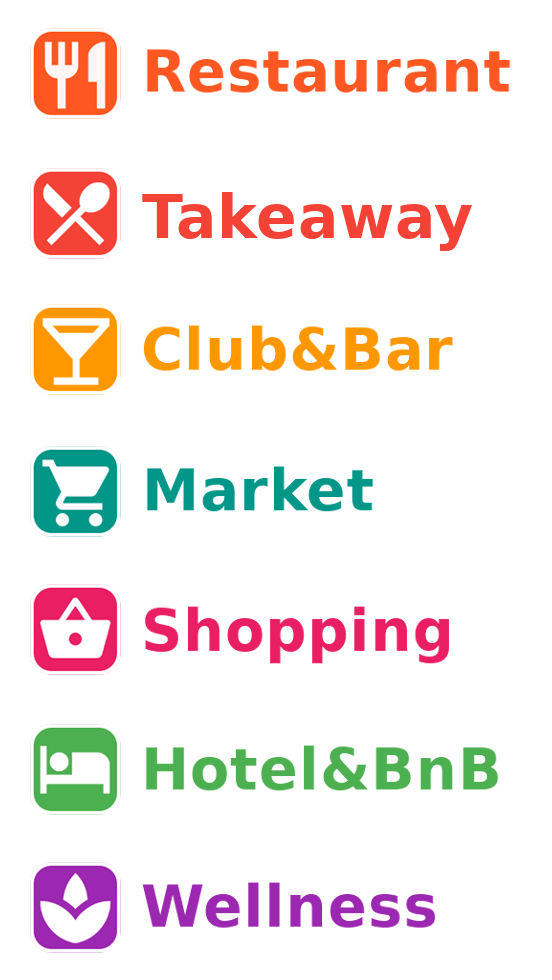 Restaurant
Takeaway
Club&Bar
Market
Shopping
Hotel&BnB
Wellness